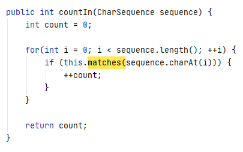 public int countIn(CharSequence sequence) {
    int count = 0;

    for(int i = 0; i < sequence.length(); ++i) {
        if (this.matches(sequence.charAt(i))) {
            ++count;
        }
    }

    return count;
}